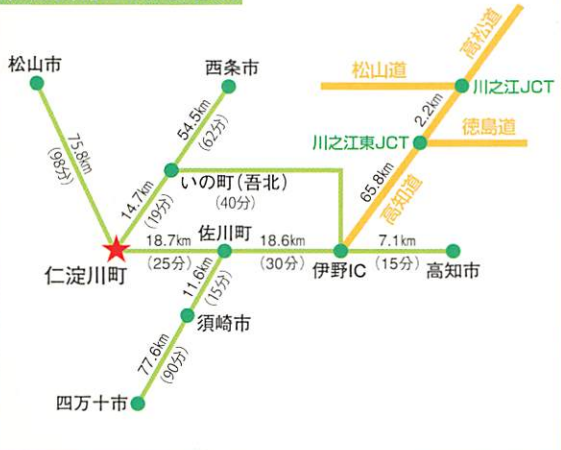 高松道
松山市
西条市
松山道
川之江JCT
54.5km
(62分)
2.2km
徳島道
川之江東JCT
75.8km
(98分)
65.8km
高知道
いの町(吾北)
(40分)
14.7km
(19分)
佐川町
18.7km
(25分)
18.6km
(30分)
7.1km
(15分)
仁淀川町
伊野IC
高知市
11.6km
(15分)
須崎市
77.6km
(90分)
四万十市